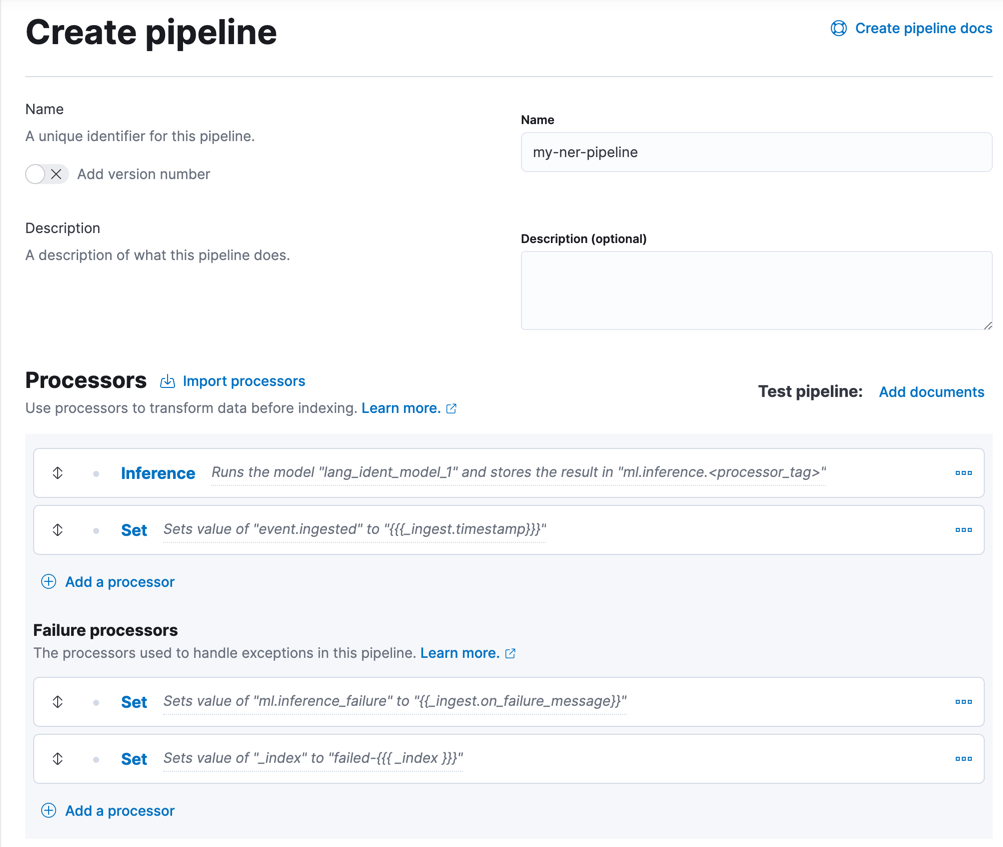 Create pipeline
Create pipeline docs
Name
A unique identifier for this pipeline.
Add version number
Name
my-ner-pipeline
Description
A description of what this pipeline does.
Description (optional)
Processors
Import processors
Use processors to transform data before indexing. Learn more.
Test pipeline:
Add documents
Inference Runs the model "lang_ident_model_1" and stores the result in "ml.inference.<processor_tag>"
Set Sets value of "event.ingested" to "{{{_ingest.timestamp}}}"
Add a processor
Failure processors
The processors used to handle exceptions in this pipeline. Learn more.
Set Sets value of "ml.inference_failure" to "{{_ingest.on_failure_message}}"
Set Sets value of "_index" to "failed-{{{ _index }}}"
Add a processor